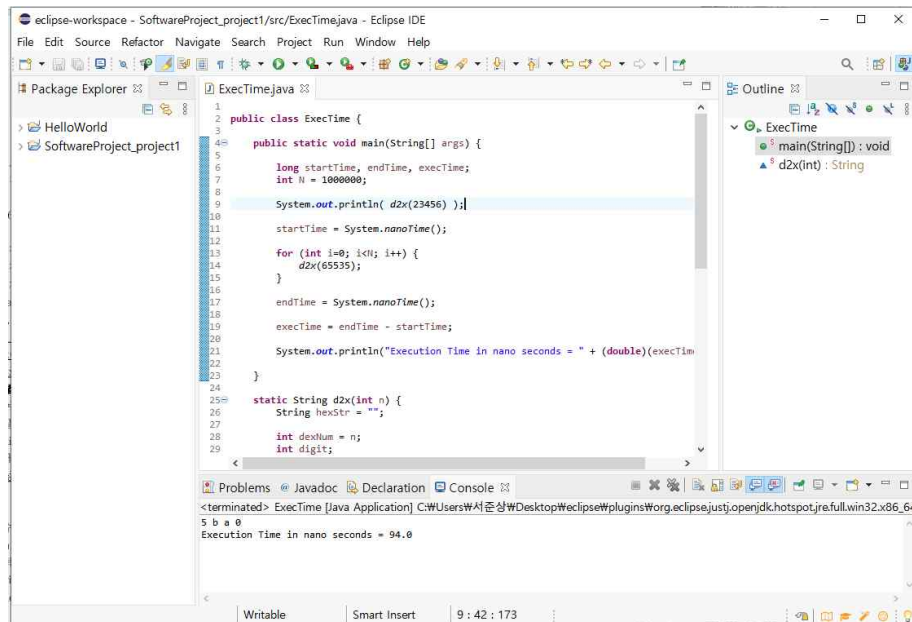 eclipse-workspace - SoftwareProject_project1/src/ExecTime.java - Eclipse IDE
File Edit Source Refactor Navigate Search Project Run Window Help
Package Explorer
HelloWorld
SoftwareProject_project1
ExecTime.java
1
2 public class ExecTime {
3
4 public static void main(String[] args) {
5
6 long startTime, endTime, execTime;
7 int N = 1000000;
8
9 System.out.println( d2x(23456) );
10
11 startTime = System.nanoTime();
12
13 for (int i=0; i<N; i++) {
14 d2x(65535);
15 }
16
17 endTime = System.nanoTime();
18
19 execTime = endTime - startTime;
20
21 System.out.println("Execution Time in nano seconds = " + (double)(execTim
22
23 }
24
25 static String d2x(int n) {
26 String hexStr = "";
27
28 int dexNum = n;
29 int digit;
Outline
ExecTime
main(String[]) : void
d2x(int) : String
Problems Javadoc Declaration Console
<terminated> ExecTime [Java Application] C:₩Users₩서준상₩Desktop₩eclipse₩plugins₩org.eclipse.justj.openjdk.hotspot.jre.full.win32.x86_64
5 b a 0
Execution Time in nano seconds = 94.0
Writable Smart Insert 9 : 42 : 173